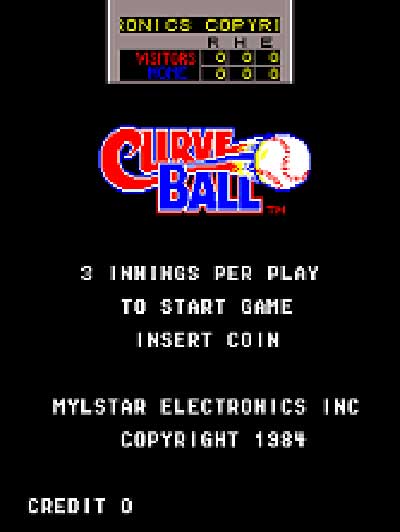 RONICS COPYRI
R H E
VISITORS 0 0 0
HOME 0 0 0
CURVE
BALL TM
3 INNINGS PER PLAY
TO START GAME
INSERT COIN
MYLSTAR ELECTRONICS INC
COPYRIGHT 1984
CREDIT 0